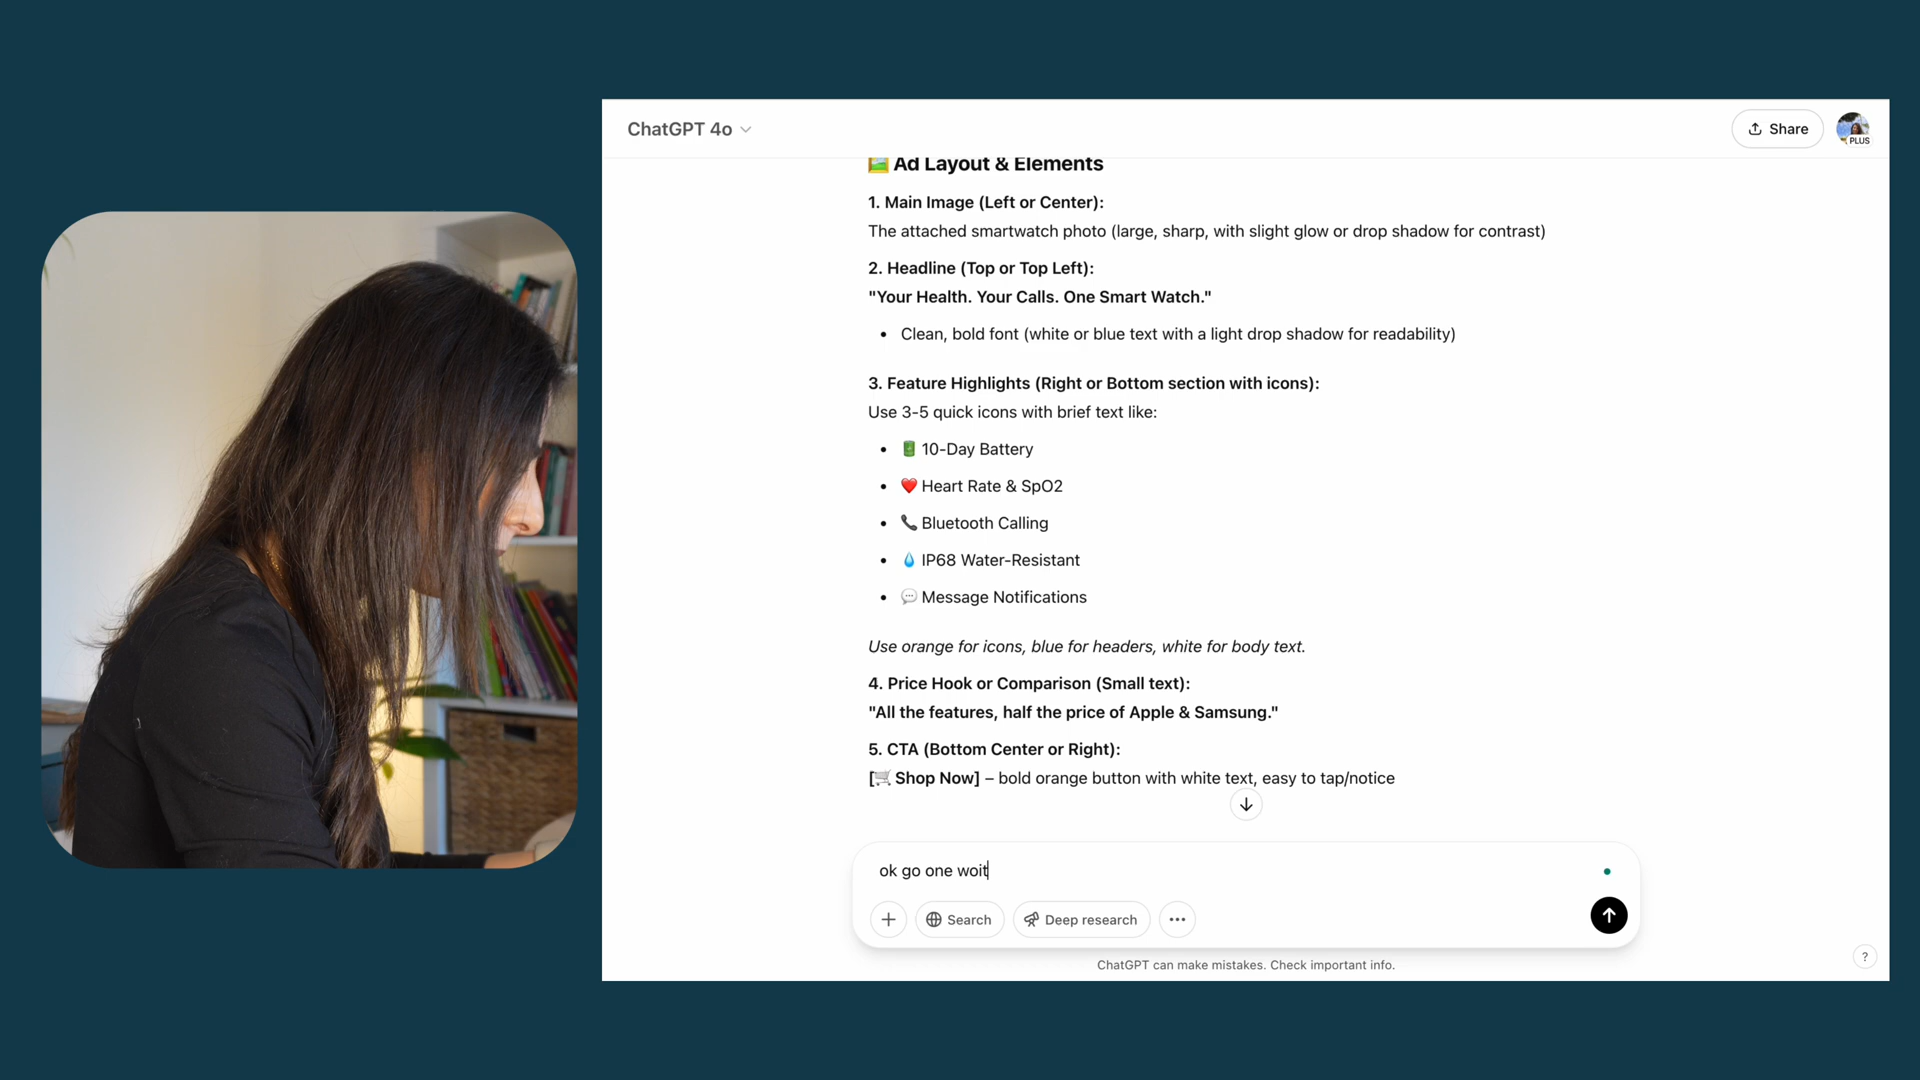 ChatGPT 4o
Share
PLUS
Ad Layout & Elements
1. Main Image (Left or Center):
The attached smartwatch photo (large, sharp, with slight glow or drop shadow for contrast)
2. Headline (Top or Top Left):
"Your Health. Your Calls. One Smart Watch."
• Clean, bold font (white or blue text with a light drop shadow for readability)
3. Feature Highlights (Right or Bottom section with icons):
Use 3-5 quick icons with brief text like:
• 🔋 10-Day Battery
• ❤️ Heart Rate & SpO2
• 📞 Bluetooth Calling
• 💧 IP68 Water-Resistant
• 💬 Message Notifications
Use orange for icons, blue for headers, white for body text.
4. Price Hook or Comparison (Small text):
"All the features, half the price of Apple & Samsung."
5. CTA (Bottom Center or Right):
[🛒 Shop Now] – bold orange button with white text, easy to tap/notice
ok go one woit
Search
Deep research
ChatGPT can make mistakes. Check important info.
?